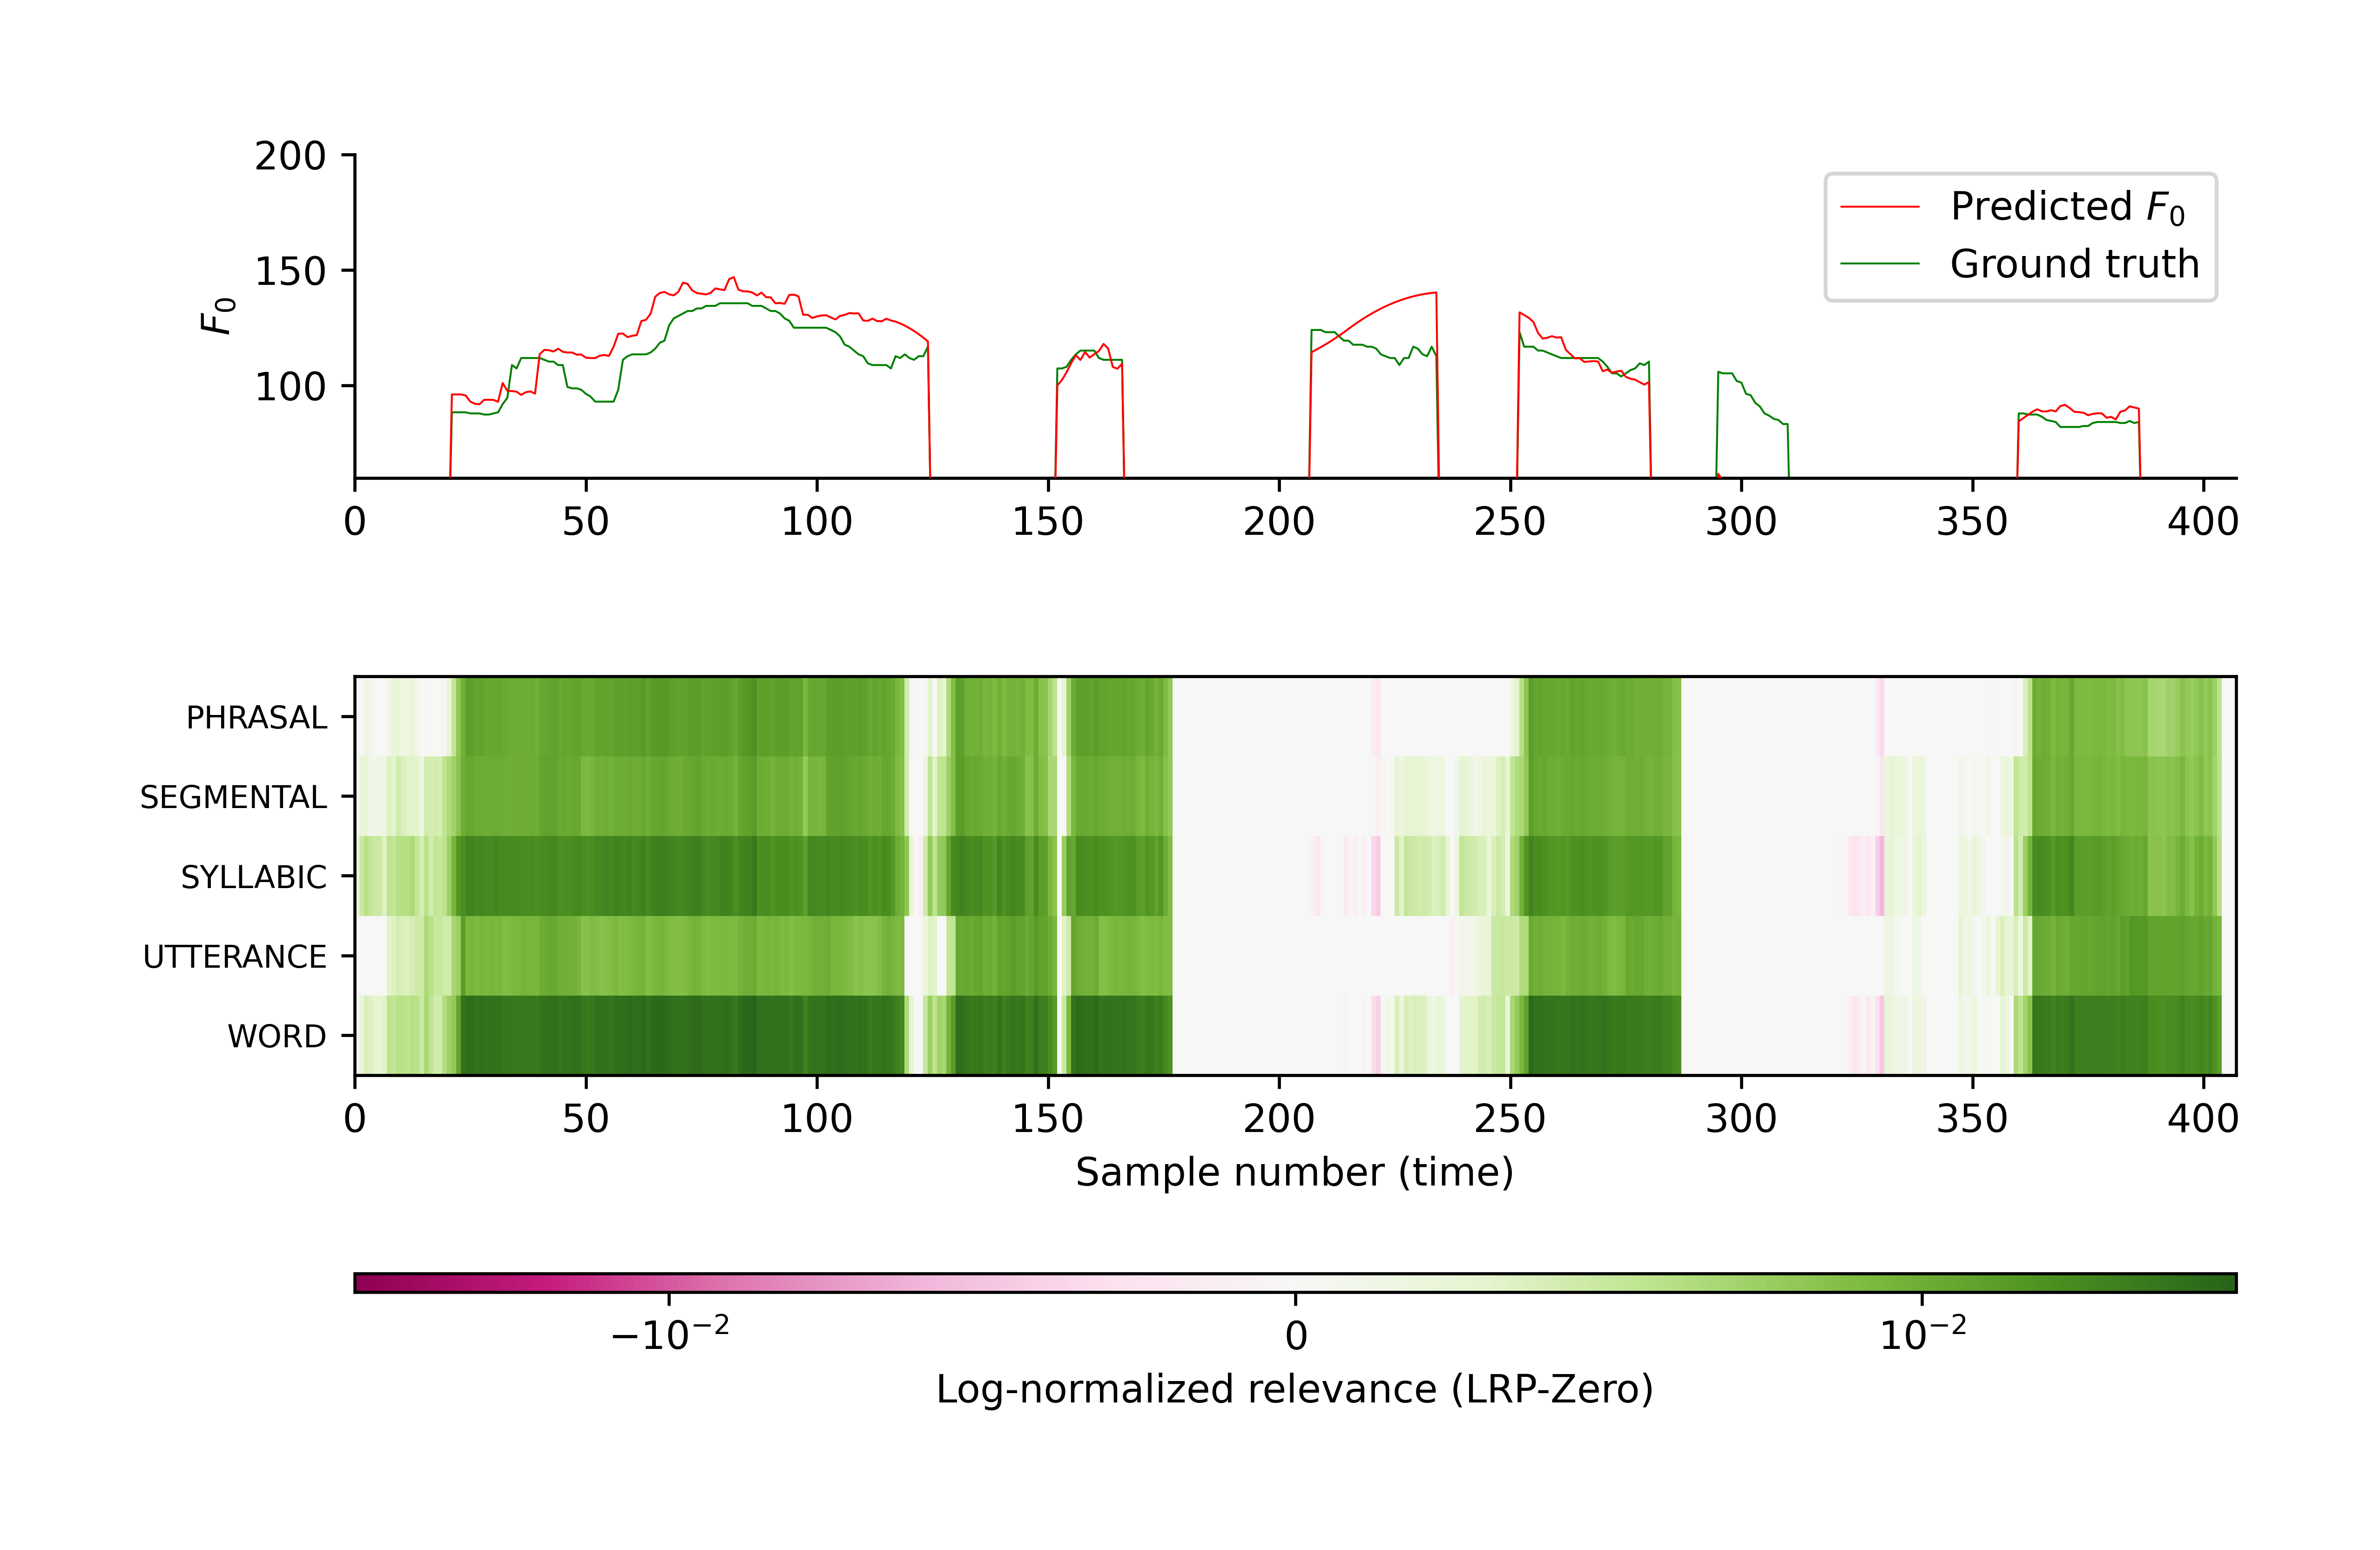 200
150
100
F₀
Predicted F₀
Ground truth
0 50 100 150 200 250 300 350 400
PHRASAL
SEGMENTAL
SYLLABIC
UTTERANCE
WORD
0 50 100 150 200 250 300 350 400
Sample number (time)
−10⁻² 0 10⁻²
Log-normalized relevance (LRP-Zero)